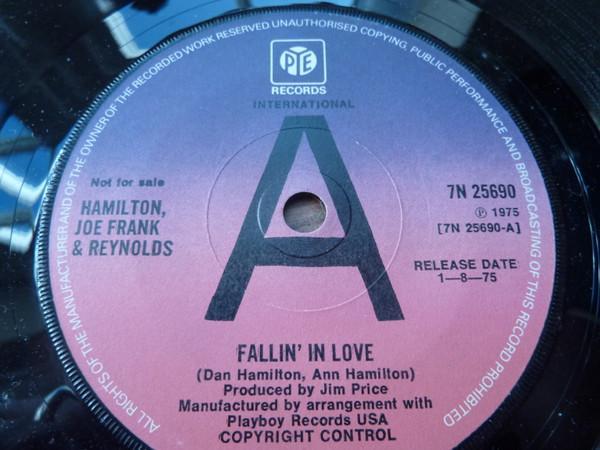 ALL RIGHTS OF THE MANUFACTURER AND OF THE OWNER OF THE RECORDED WORK RESERVED UNAUTHORISED COPYING, PUBLIC PERFORMANCE AND BROADCASTING OF THIS RECORD PROHIBITED
PYE
RECORDS
INTERNATIONAL
A
Not for sale
HAMILTON,
JOE FRANK
& REYNOLDS
7N 25690
℗ 1975
[7N 25690-A]
RELEASE DATE
1—8—75
FALLIN' IN LOVE
(Dan Hamilton, Ann Hamilton)
Produced by Jim Price
Manufactured by arrangement with
Playboy Records USA
COPYRIGHT CONTROL